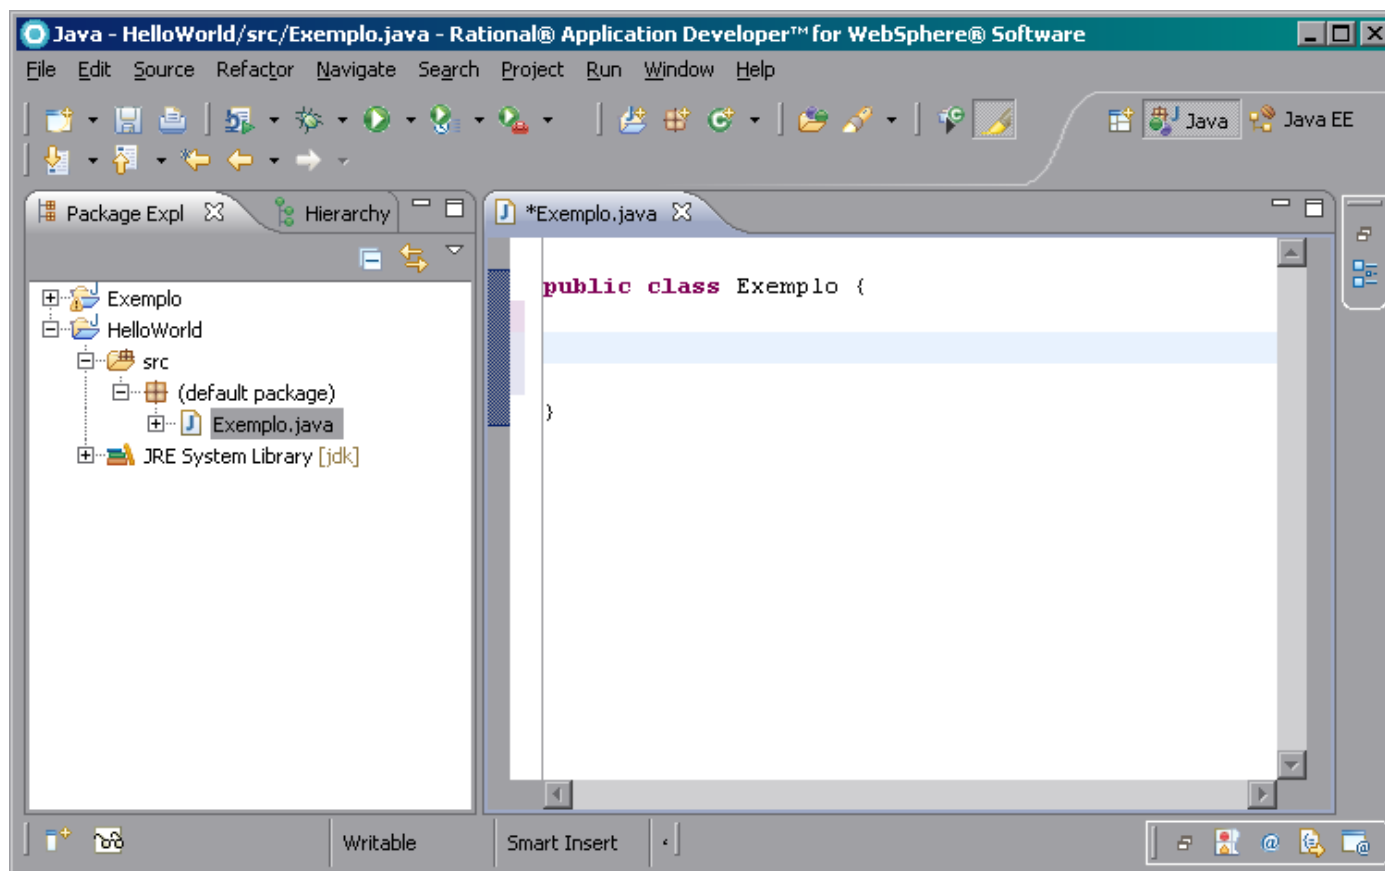 Java - HelloWorld/src/Exemplo.java - Rational® Application Developer™ for WebSphere® Software
File Edit Source Refactor Navigate Search Project Run Window Help
Java Java EE
Package Expl Hierarchy
*Exemplo.java
Exemplo
HelloWorld
src
(default package)
Exemplo.java
JRE System Library [jdk]
public class Exemplo {
}
Writable Smart Insert